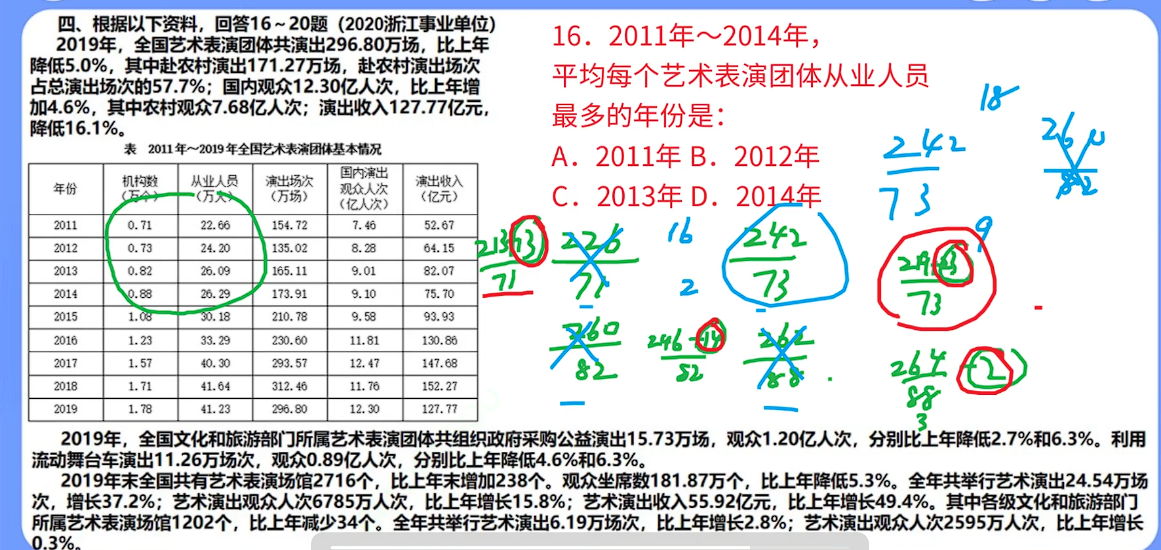 四、根据以下资料，回答16～20题（2020浙江事业单位）
2019年，全国艺术表演团体共演出296.80万场，比上年
降低5.0%，其中赴农村演出171.27万场，赴农村演出场次
占总演出场次的57.7%；国内观众12.30亿人次，比上年增
加4.6%，其中农村观众7.68亿人次；演出收入127.77亿元，
降低16.1%。
表 2011年～2019年全国艺术表演团体基本情况
年份 机构数（万个） 从业人员（万人） 演出场次（万场） 国内演出观众人次（亿人次） 演出收入（亿元）
2011 0.71 22.66 154.72 7.46 52.67
2012 0.73 24.20 135.02 8.28 64.15
2013 0.82 26.09 165.11 9.01 82.07
2014 0.88 26.29 173.91 9.10 75.70
2015 1.08 30.18 210.78 9.58 93.93
2016 1.23 33.29 230.60 11.81 130.86
2017 1.57 40.30 293.57 12.47 147.68
2018 1.71 41.64 312.46 11.76 152.27
2019 1.78 41.23 296.80 12.30 127.77
16．2011年～2014年，
平均每个艺术表演团体从业人员
最多的年份是：
A．2011年 B．2012年
C．2013年 D．2014年
18
242
73
82
213 13
71
226
71
16
2
242
73
9
219
73
260
82
246 -14
82
262
88
264 -2
88
3
2019年，全国文化和旅游部门所属艺术表演团体共组织政府采购公益演出15.73万场，观众1.20亿人次，分别比上年降低2.7%和6.3%。利用
流动舞台车演出11.26万场次，观众0.89亿人次，分别比上年降低4.6%和6.3%。
2019年末全国共有艺术表演场馆2716个，比上年末增加238个。观众坐席数181.87万个，比上年降低5.3%。全年共举行艺术演出24.54万场
次，增长37.2%；艺术演出观众人次6785万人次，比上年增长15.8%；艺术演出收入55.92亿元，比上年增长49.4%。其中各级文化和旅游部门
所属艺术表演场馆1202个，比上年减少34个。全年共举行艺术演出6.19万场次，比上年增长2.8%；艺术演出观众人次2595万人次，比上年增长
0.3%。